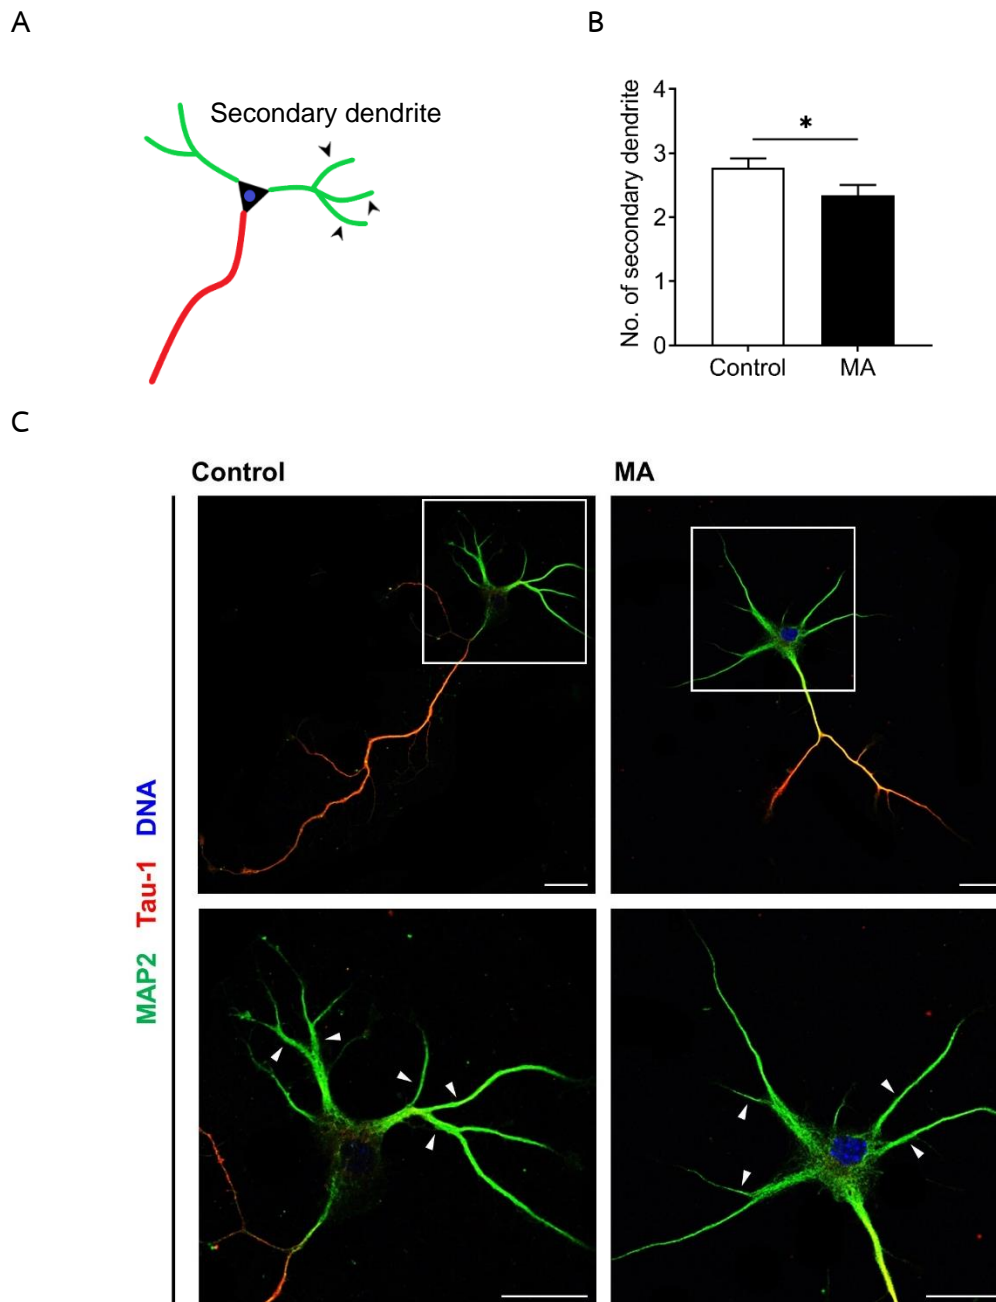 A
B
Secondary dendrite
No. of secondary dendrite
4
3
2
1
0
*
Control
MA
C
Control
MA
MAP2 Tau-1 DNA